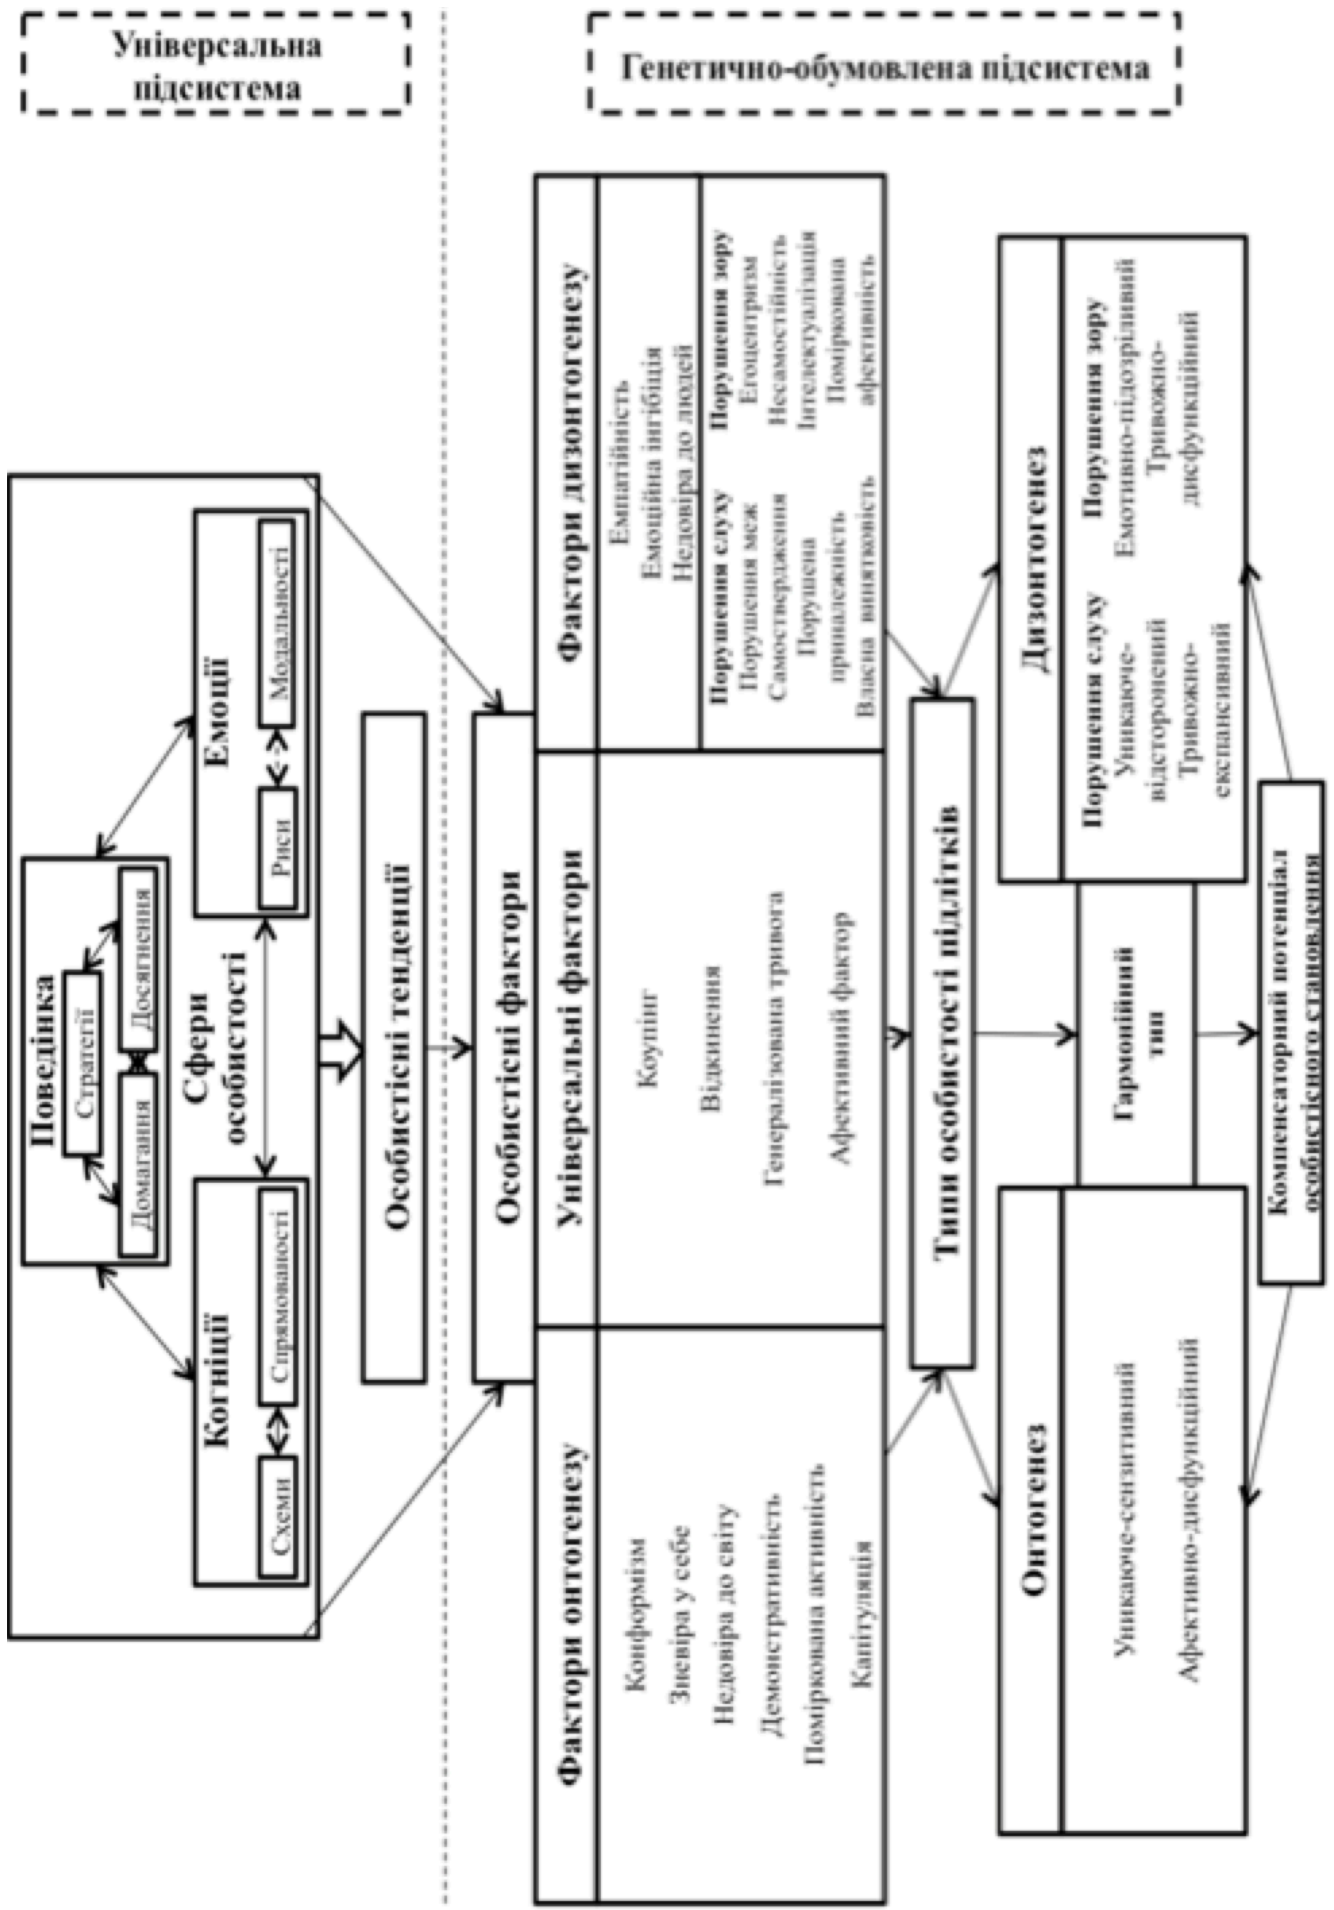 Універсальна
підсистема
Генетично-обумовлена підсистема
Поведінка
Стратегії
Домагання
Досягнення
Сфери
особистості
Когніції
Схеми
Спрямованості
Емоції
Риси
Модальності
Особистісні тенденції
Особистісні фактори
Фактори онтогенезу
Конформізм
Зневіра у себе
Недовіра до світу
Демонстративність
Поміркована активність
Капітуляція
Універсальні фактори
Коупінг
Відкинення
Генералізована тривога
Афективний фактор
Фактори дизонтогенезу
Емпатійність
Емоційна інгібіція
Недовіра до людей
Порушення слуху
Порушення меж
Самоствердження
Порушена
приналежність
Власна винятковість
Порушення зору
Егоцентризм
Несамостійність
Інтелектуалізація
Поміркована
афективність
Типи особистості підлітків
Онтогенез
Уникаюче-сензитивний
Афективно-дисфункційний
Гармонійний
тип
Дизонтогенез
Порушення слуху
Уникаюче-
відсторонений
Тривожно-
експансивний
Порушення зору
Емотивно-підозріливий
Тривожно-
дисфункційний
Компенсаторний потенціал
особистісного становлення